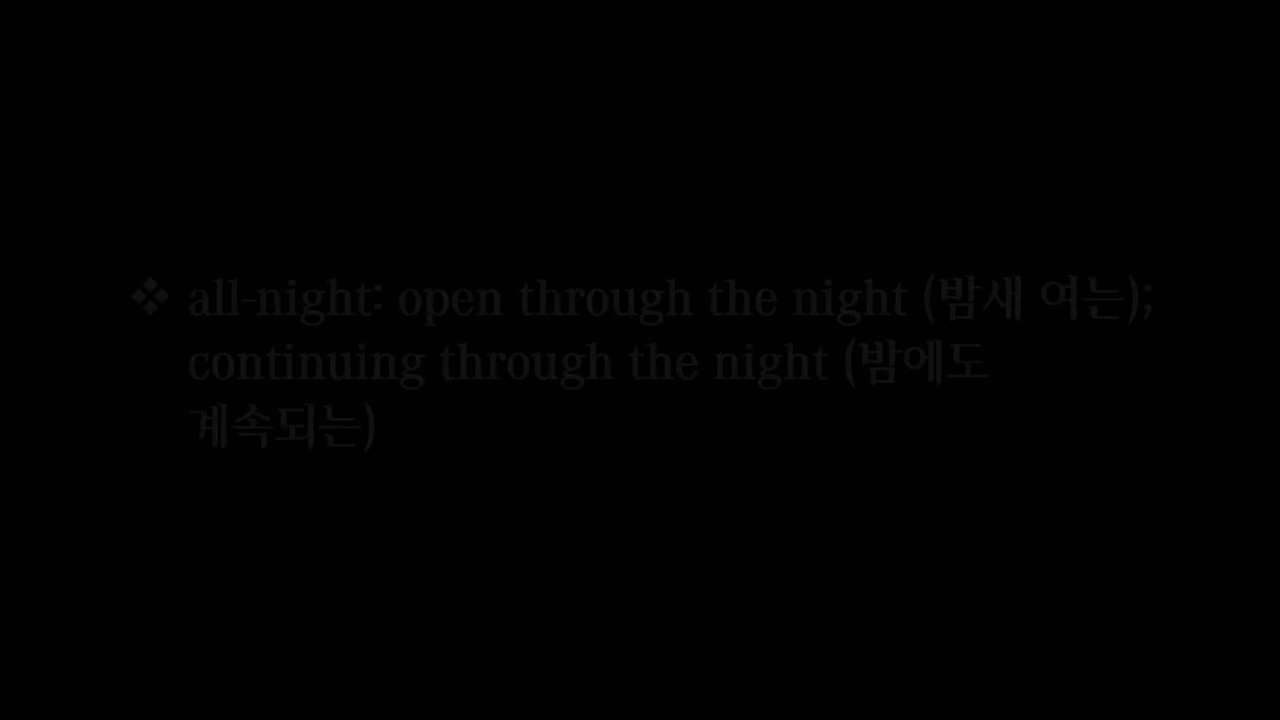 ❖ all-night: open through the night (밤새 여는);
continuing through the night (밤에도
계속되는)